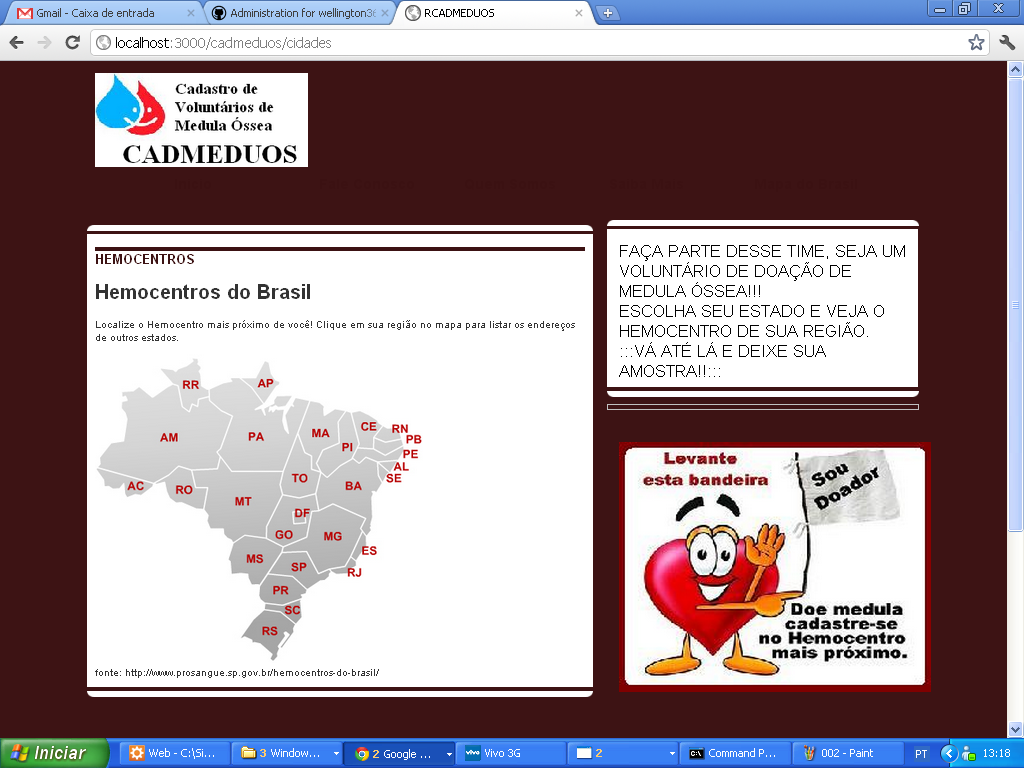 Gmail - Caixa de entrada
Administration for wellington36
RCADMEDUOS
localhost:3000/cadmeduos/cidades
Cadastro de
Voluntários de
Medula Óssea
CADMEDUOS
HEMOCENTROS
Hemocentros do Brasil
Localize o Hemocentro mais próximo de você! Clique em sua região no mapa para listar os endereços
de outros estados.
RR
AP
AM
PA
MA
CE
RN
PI
PB
PE
AL
SE
AC
RO
TO
BA
MT
DF
GO
MG
MS
ES
SP
RJ
PR
SC
RS
fonte: http://www.prosangue.sp.gov.br/hemocentros-do-brasil/
FAÇA PARTE DESSE TIME, SEJA UM
VOLUNTÁRIO DE DOAÇÃO DE
MEDULA ÓSSEA!!!
ESCOLHA SEU ESTADO E VEJA O
HEMOCENTRO DE SUA REGIÃO.
:::VÁ ATÉ LÁ E DEIXE SUA
AMOSTRA!!:::
Levante
esta bandeira
Sou
Doador
Doe medula
cadastre-se
no Hemocentro
mais próximo.
Iniciar
Web - C:\Si...
3 Window...
2 Google ...
vivo
Vivo 3G
2
Command P...
002 - Paint
PT
13:18